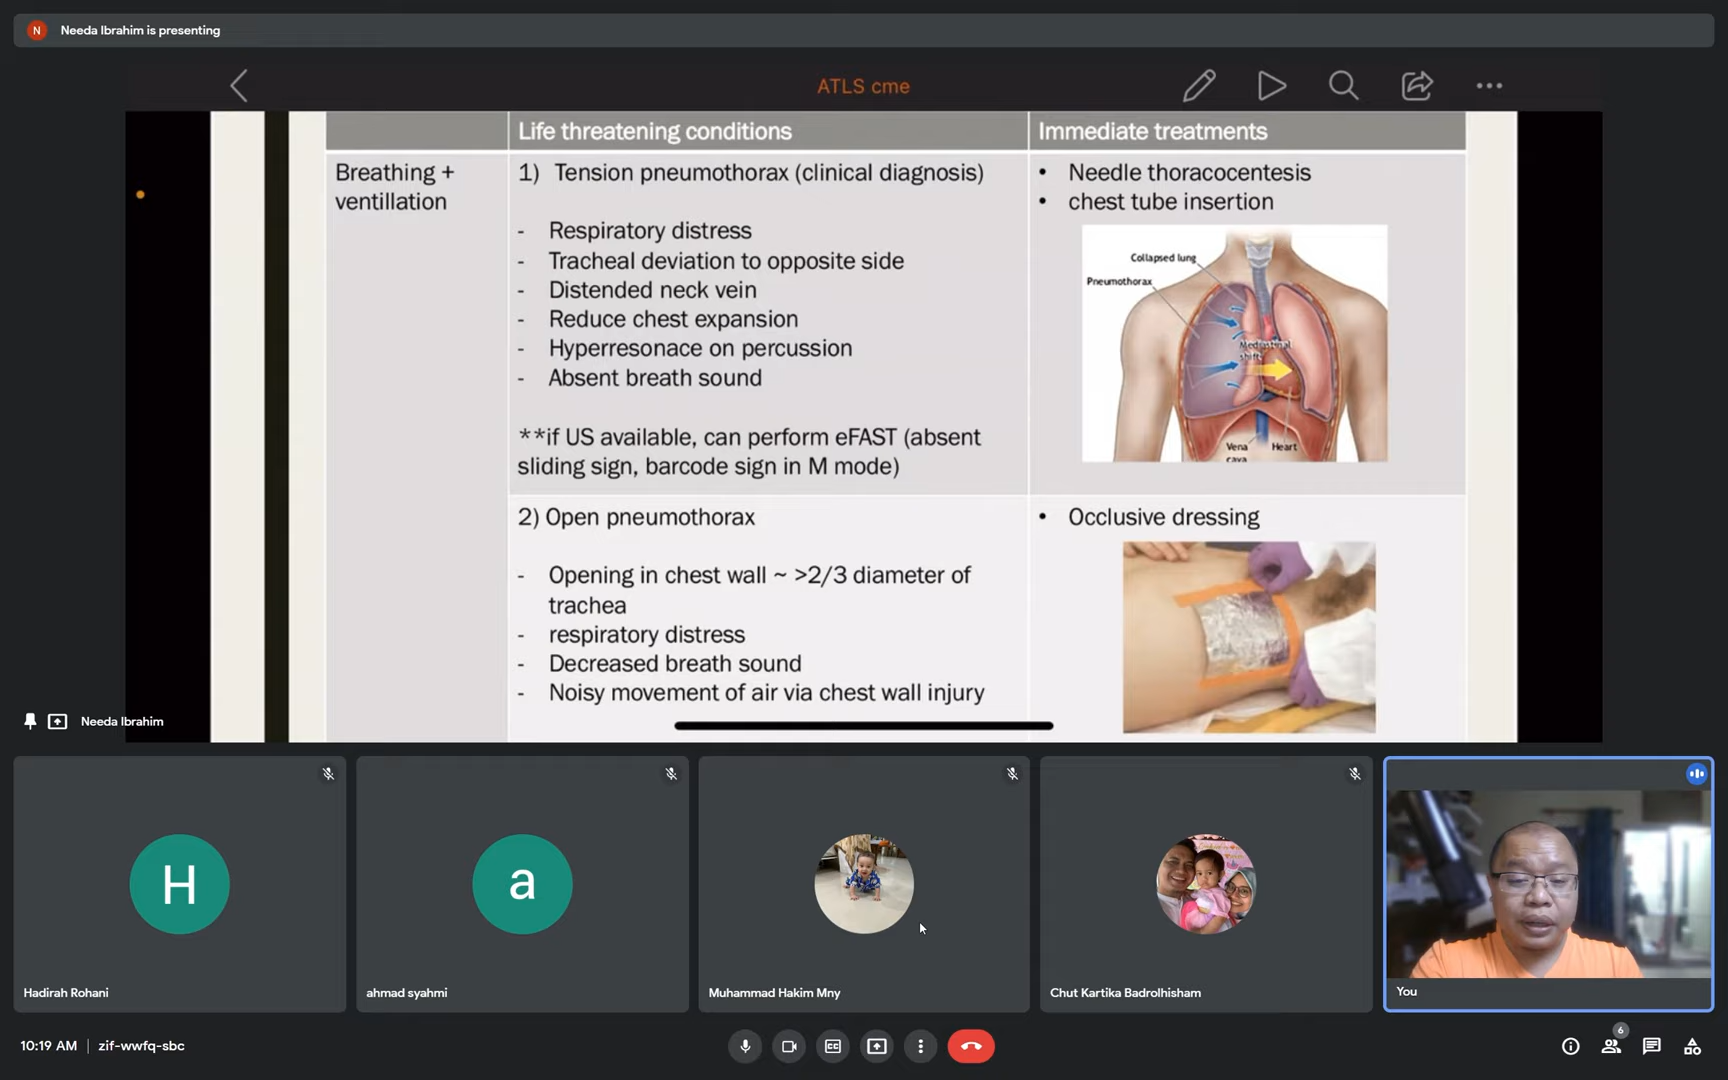 N Needa Ibrahim is presenting
ATLS cme
Life threatening conditions
Immediate treatments
Breathing +
ventillation
1) Tension pneumothorax (clinical diagnosis)
- Respiratory distress
- Tracheal deviation to opposite side
- Distended neck vein
- Reduce chest expansion
- Hyperresonace on percussion
- Absent breath sound
**if US available, can perform eFAST (absent
sliding sign, barcode sign in M mode)
• Needle thoracocentesis
• chest tube insertion
Collapsed lung
Pneumothorax
Mediastinal
shift
Vena
cava
Heart
2) Open pneumothorax
- Opening in chest wall ~ >2/3 diameter of
trachea
- respiratory distress
- Decreased breath sound
- Noisy movement of air via chest wall injury
• Occlusive dressing
Needa Ibrahim
H
a
Hadirah Rohani
ahmad syahmi
Muhammad Hakim Mny
Chut Kartika Badrolhisham
You
10:19 AM | zif-wwfq-sbc
CC
6